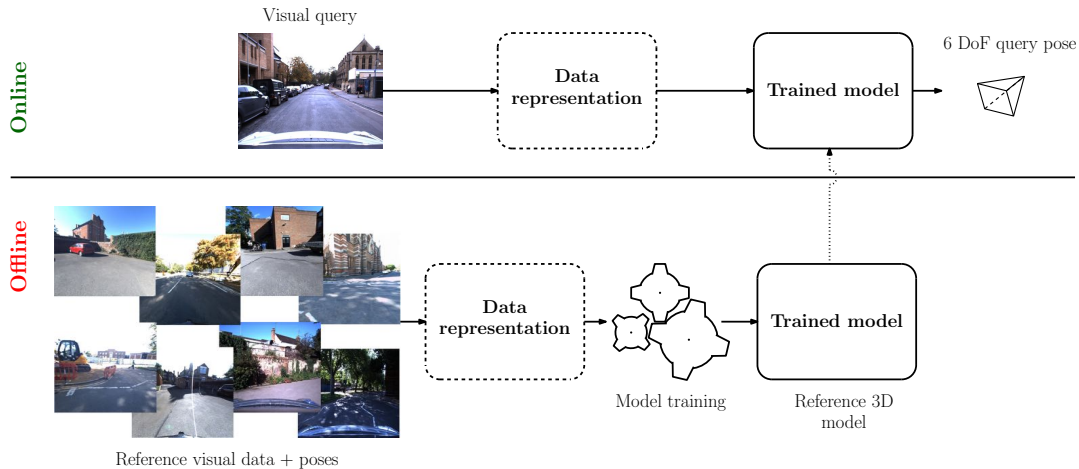 Visual query
Online
Data
representation
Trained model
6 DoF query pose
Offline
Data
representation
Trained model
Model training
Reference 3D
model
Reference visual data + poses